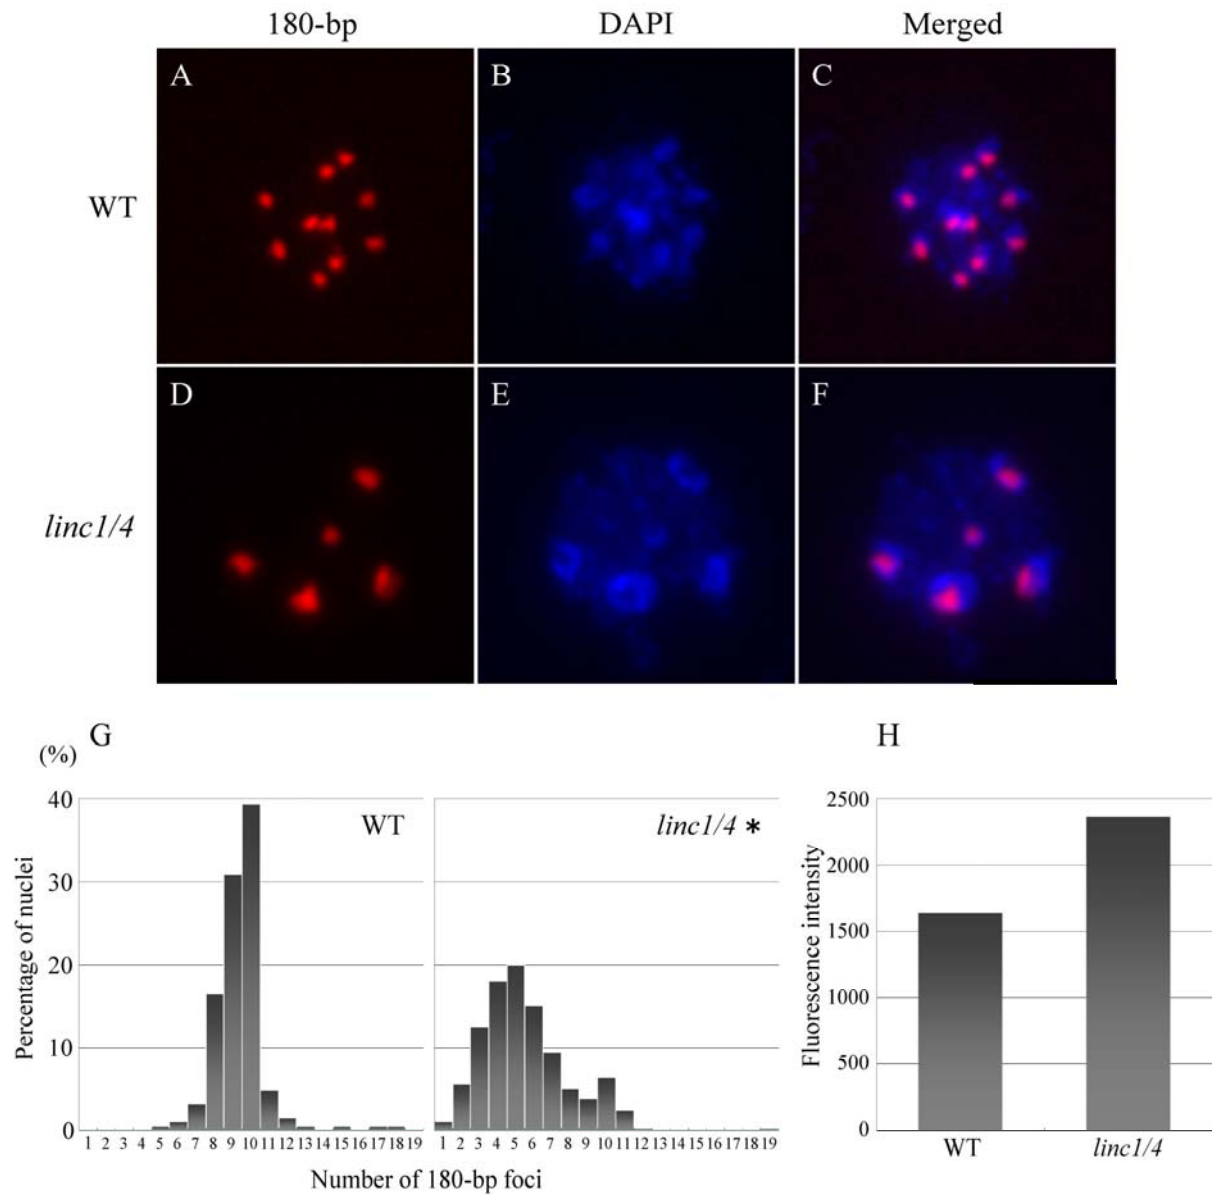 180-bp DAPI Merged
A B C
WT
D E F
linc1/4
G H
(%)
40 WT linc1/4 *
30
20
10
0
Percentage of nuclei
1 2 3 4 5 6 7 8 9 10 11 12 13 14 15 16 17 18 19 1 2 3 4 5 6 7 8 9 10 11 12 13 14 15 16 17 18 19
Number of 180-bp foci
2500
2000
1500
1000
500
0
Fluorescence intensity
WT linc1/4